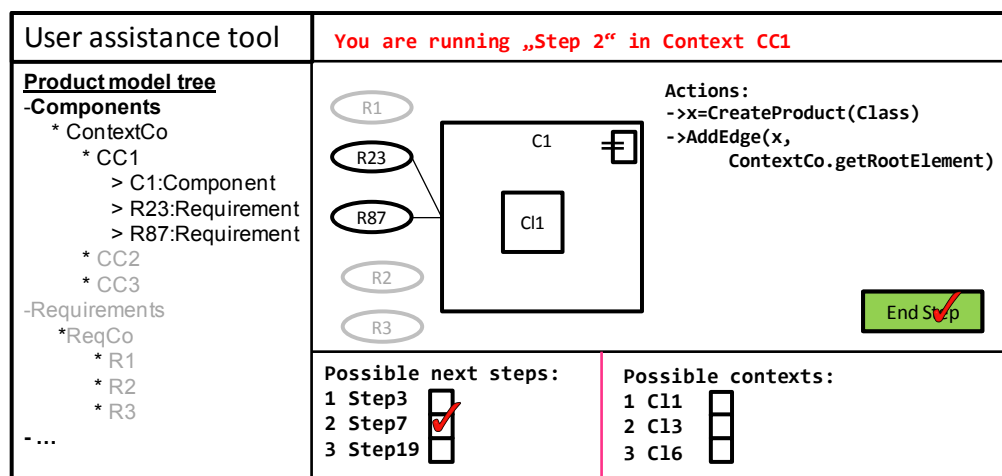 User assistance tool
You are running „Step 2“ in Context CC1
Product model tree
-Components
* ContextCo
* CC1
> C1:Component
> R23:Requirement
> R87:Requirement
* CC2
* CC3
-Requirements
*ReqCo
* R1
* R2
* R3
- ...
R1
R23
R87
R2
R3
C1
Cl1
Actions:
->x=CreateProduct(Class)
->AddEdge(x,
ContextCo.getRootElement)
End Step
Possible next steps:
1 Step3
2 Step7
3 Step19
Possible contexts:
1 Cl1
2 Cl3
3 Cl6